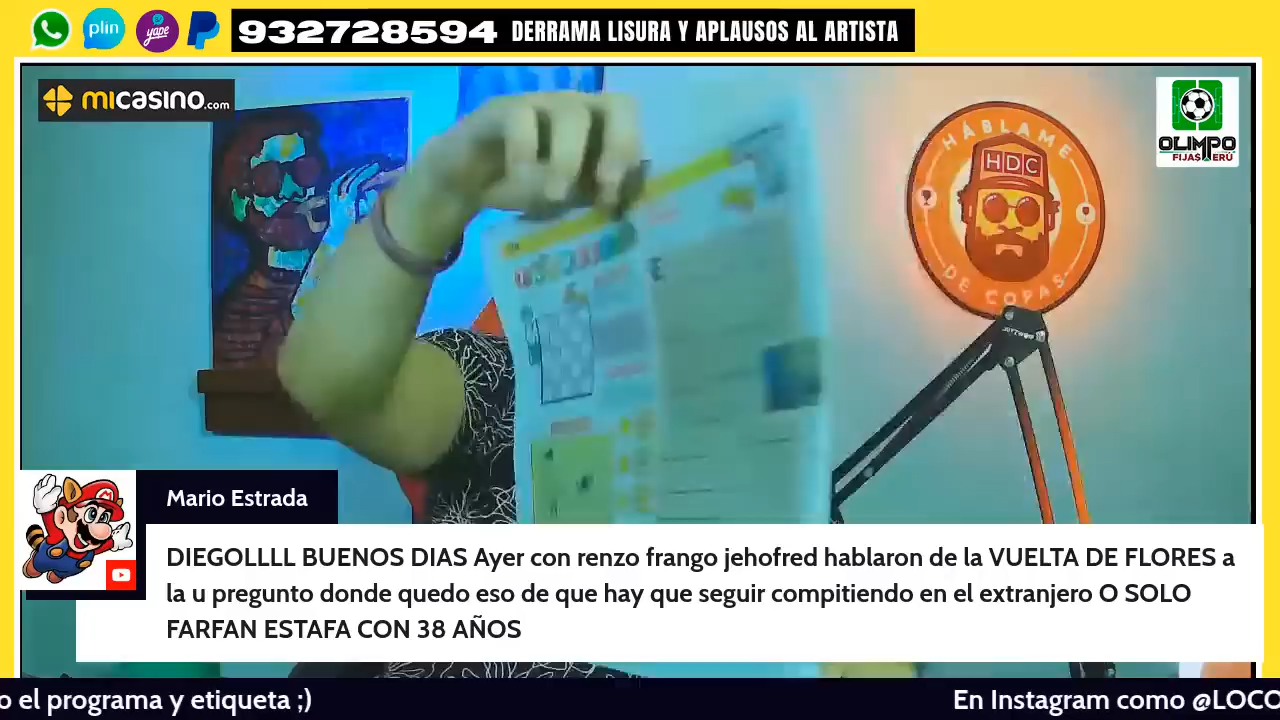 plin
yape
932728594 DERRAMA LISURA Y APLAUSOS AL ARTISTA
micasino.com
OLIMPO
FIJAS PERÚ
HÁBLAME
HDC
DE COPAS
Mario Estrada
DIEGOLLLL BUENOS DIAS Ayer con renzo frango jehofred hablaron de la VUELTA DE FLORES a
la u pregunto donde quedo eso de que hay que seguir compitiendo en el extranjero O SOLO
FARFAN ESTAFA CON 38 AÑOS
o el programa y etiqueta ;)
En Instagram como @LOCO